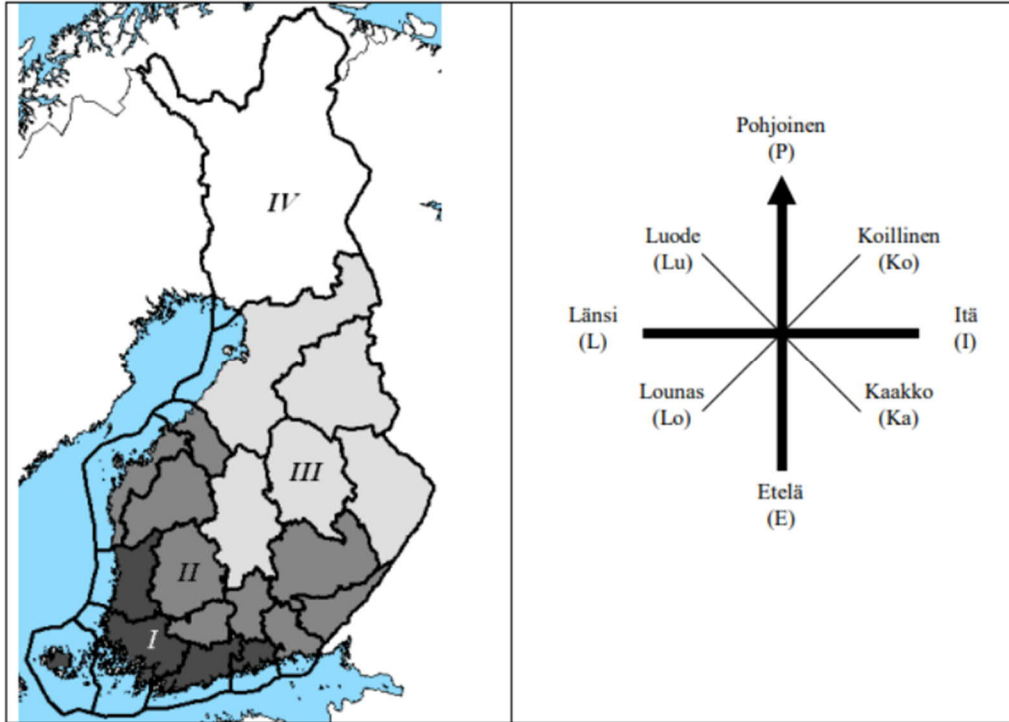 IV
III
II
I
Pohjoinen
(P)
Luode
(Lu)
Koillinen
(Ko)
Länsi
(L)
Itä
(I)
Lounas
(Lo)
Kaakko
(Ka)
Etelä
(E)